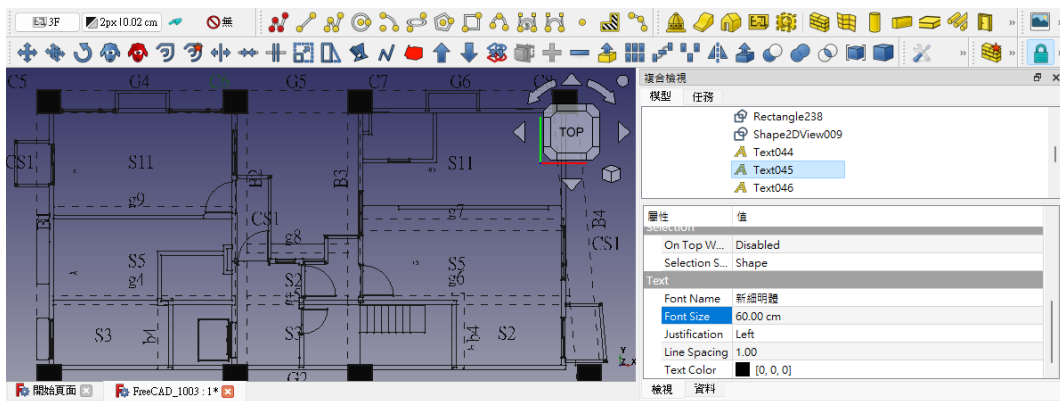 3F 2px | 0.02 cm 無
C5 G4 G5 C7 G6 C8
複合檢視
模型 任務
Rectangle238
Shape2DView009
Text044
Text045
Text046
TOP
CS1 S11 B2 B3 S11
g9 CS1 g7 B4
g8 CS1
S5 S5
g4 S2 g6
S3 b4 S3 b4 S2
G2
屬性 值
Selection
On Top W... Disabled
Selection S... Shape
Text
Font Name 新細明體
Font Size 60.00 cm
Justification Left
Line Spacing 1.00
Text Color [0, 0, 0]
Y
Z X
開始頁面 FreeCAD_1003 : 1*
檢視 資料